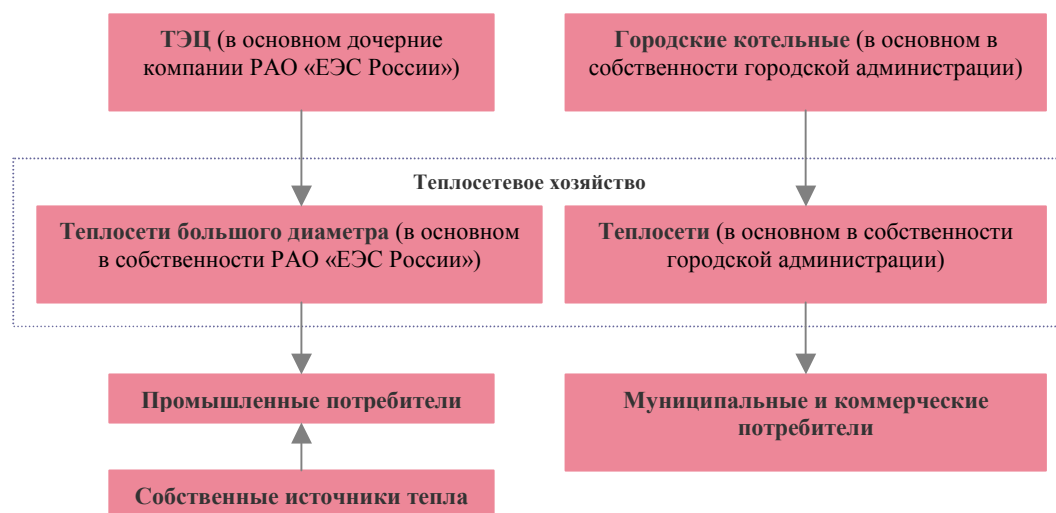 ТЭЦ (в основном дочерние
компании РАО «ЕЭС России»)
Городские котельные (в основном в
собственности городской администрации)
Теплосетевое хозяйство
Теплосети большого диаметра (в основном
в собственности РАО «ЕЭС России»)
Теплосети (в основном в собственности
городской администрации)
Промышленные потребители
Муниципальные и коммерческие
потребители
Собственные источники тепла